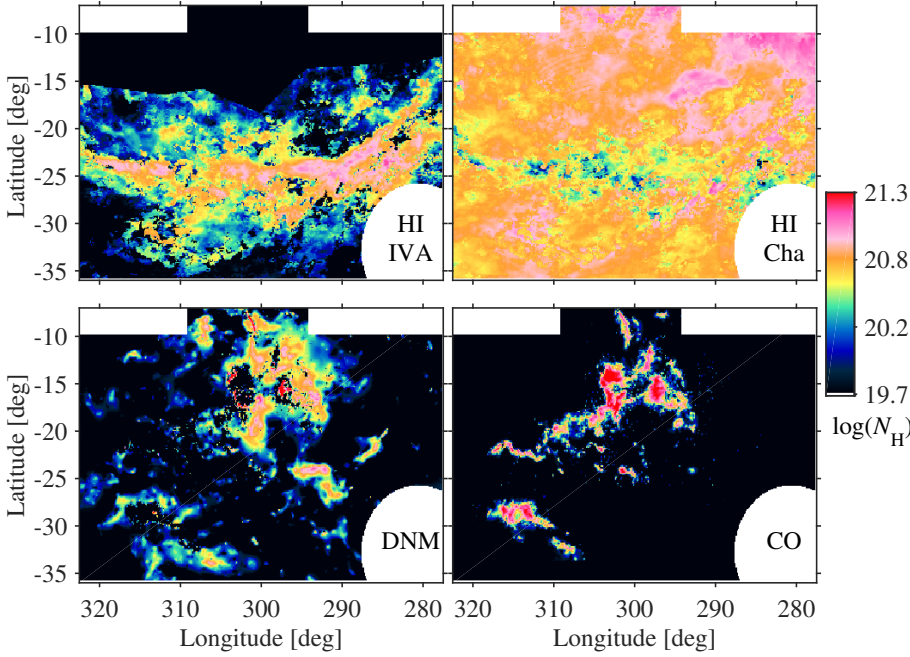 -10
-15
-20
-25
-30
-35
Latitude [deg]
HI
IVA
HI
Cha
21.3
20.8
20.2
19.7
log(N_H)
-10
-15
-20
-25
-30
-35
Latitude [deg]
DNM
CO
320 310 300 290 280
320 310 300 290 280
Longitude [deg]
Longitude [deg]